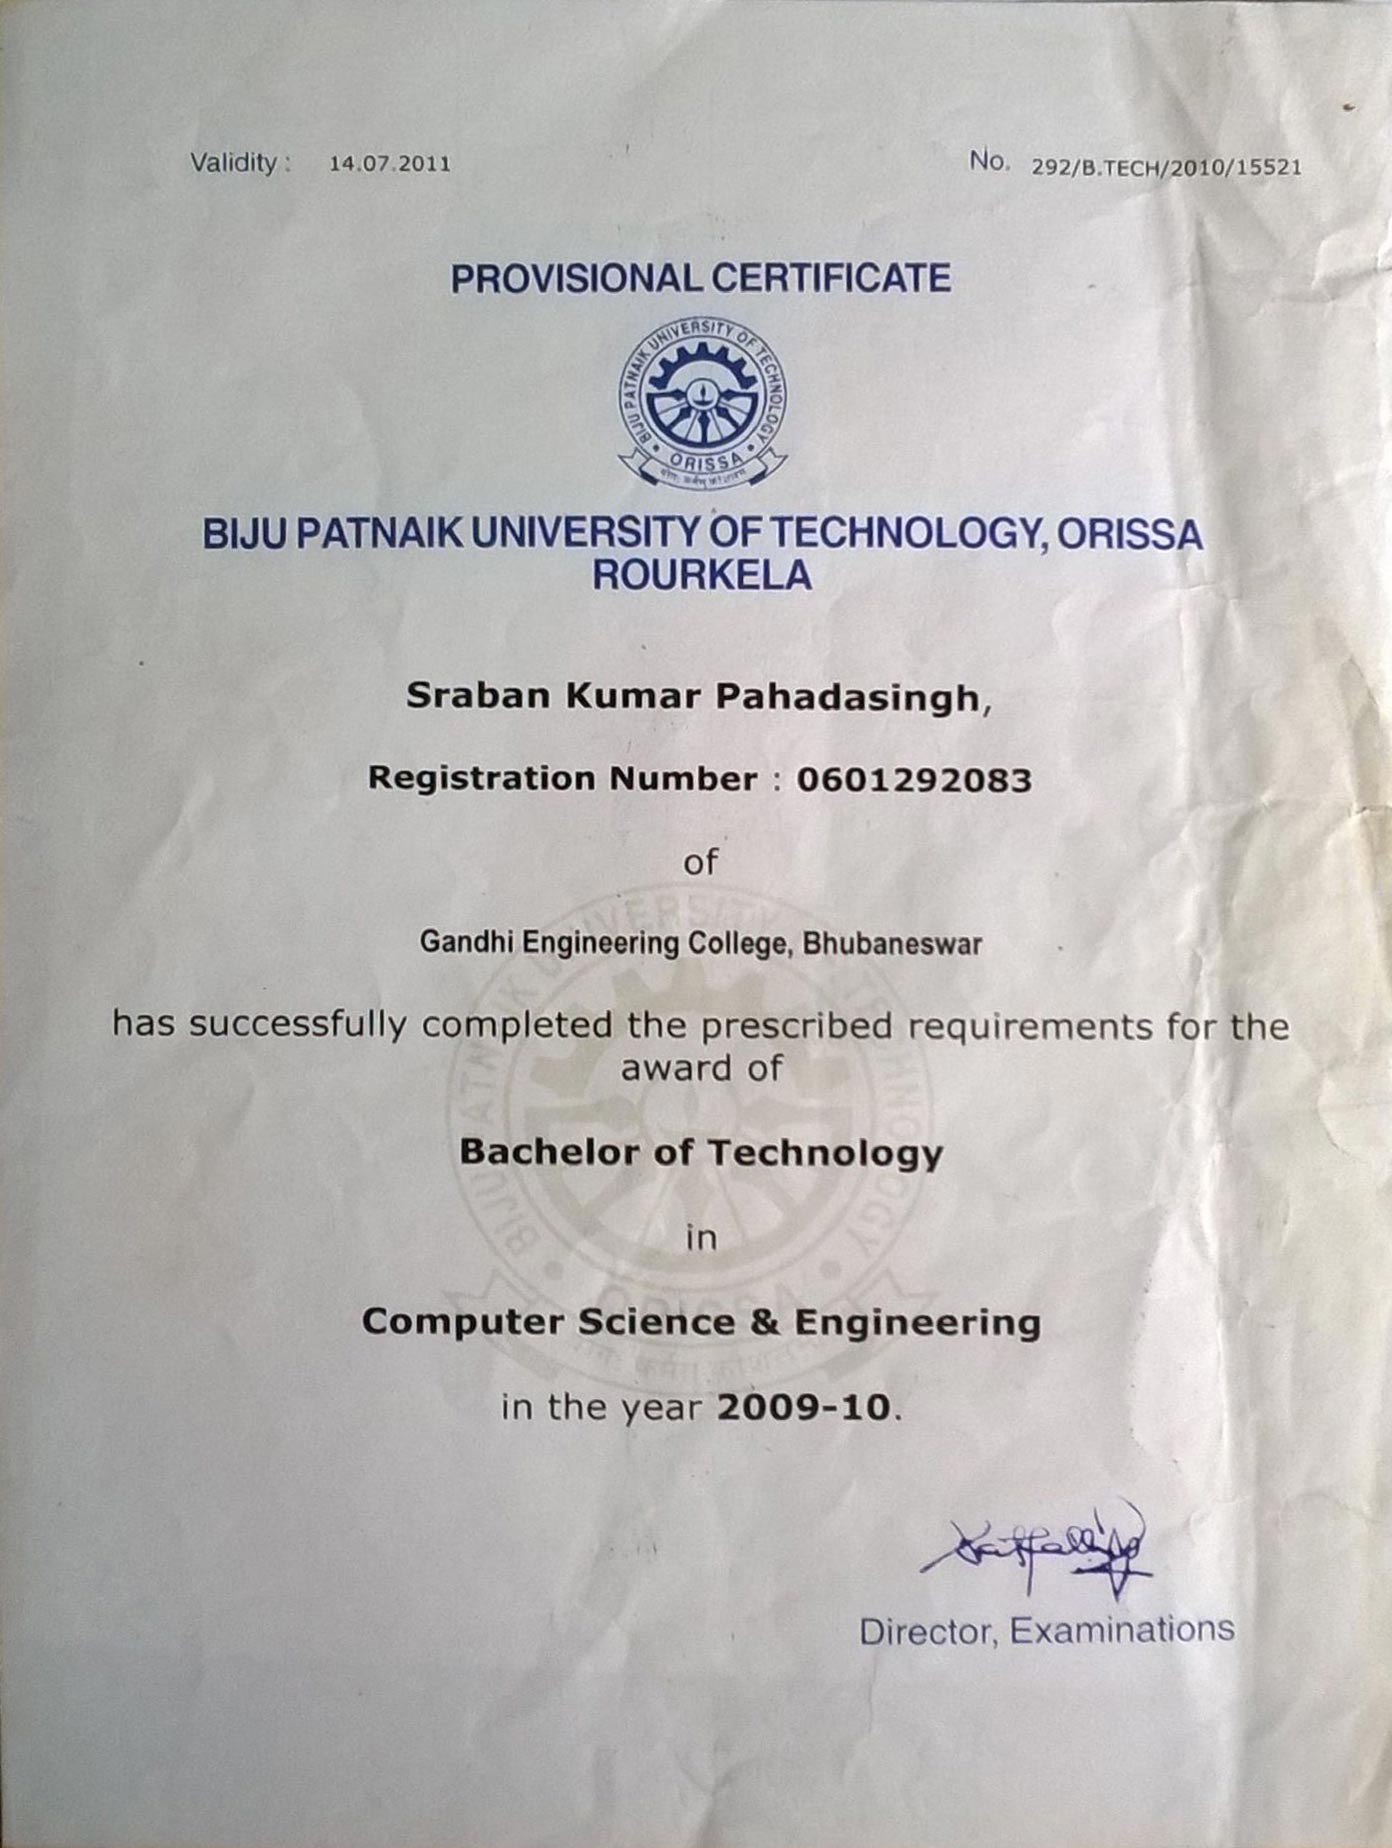 Validity : 14.07.2011
No. 292/B.TECH/2010/15521
PROVISIONAL CERTIFICATE
BIJU PATNAIK UNIVERSITY OF TECHNOLOGY
ORISSA
BIJU PATNAIK UNIVERSITY OF TECHNOLOGY, ORISSA
ROURKELA
Sraban Kumar Pahadasingh,
Registration Number : 0601292083
of
Gandhi Engineering College, Bhubaneswar
has successfully completed the prescribed requirements for the
award of
Bachelor of Technology
in
Computer Science & Engineering
in the year 2009-10.
Director, Examinations